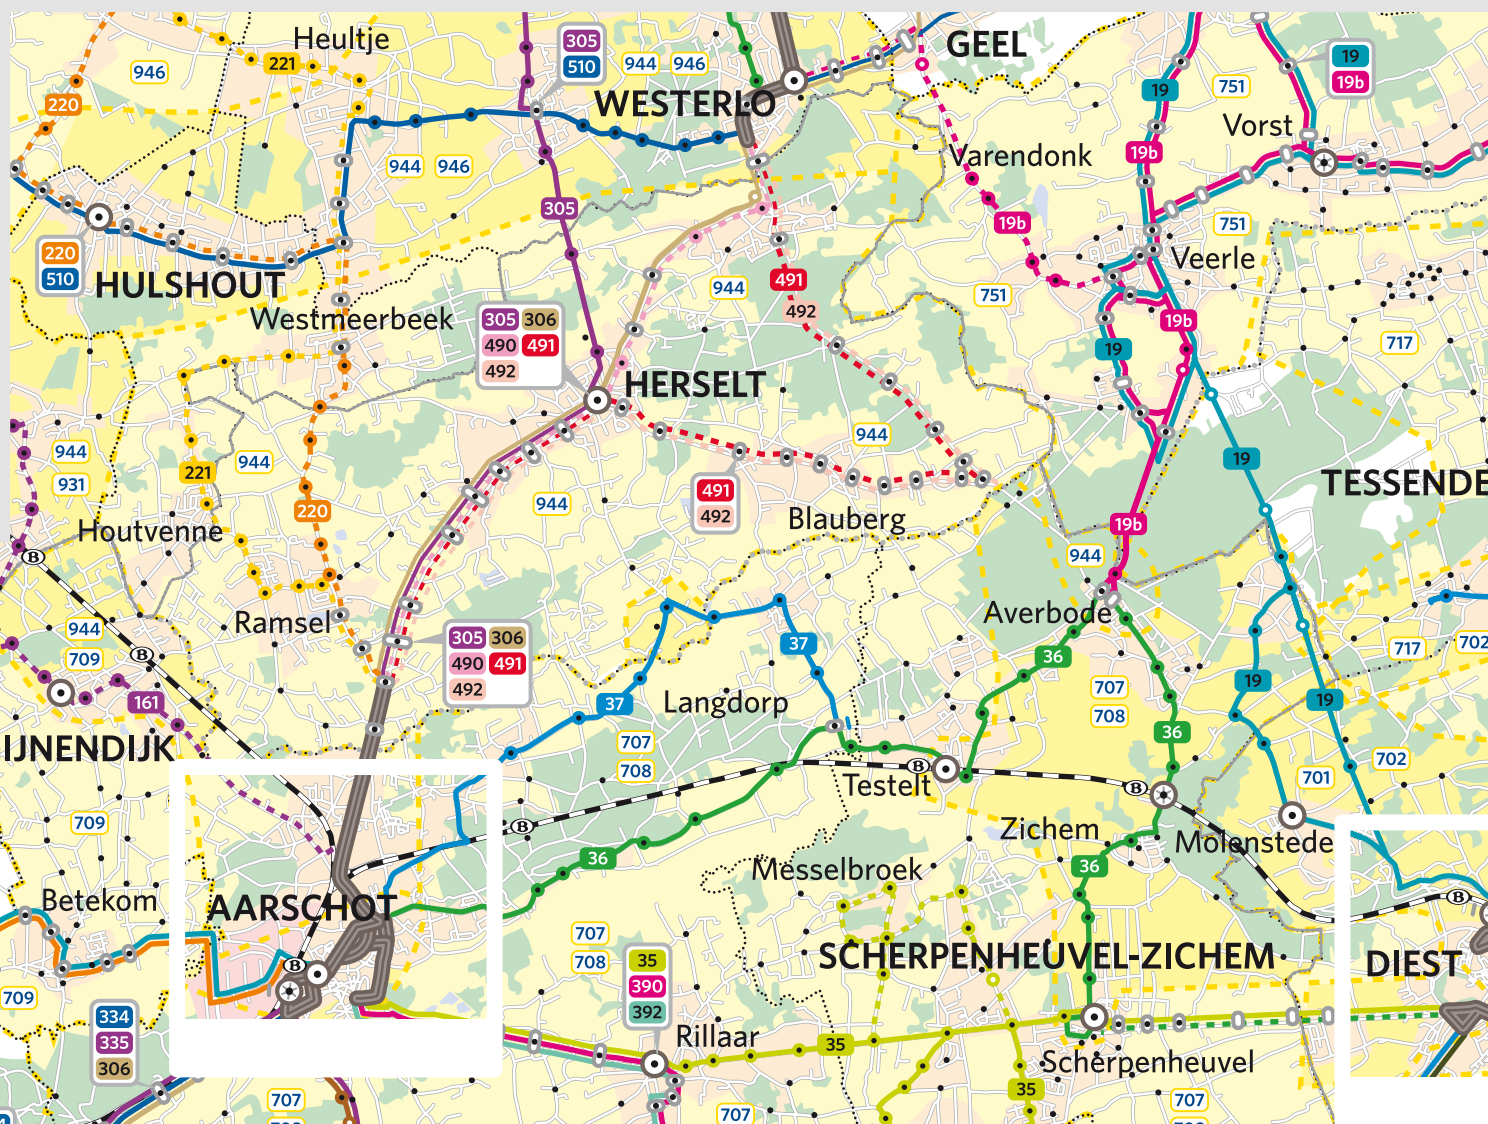 Heultje
GEEL
305
510
944 946
19
19b
946
221
751
220
WESTERLO
19
Vorst
944 946
Varendonk
19b
305
19b
751
220
510
HULSHOUT
Veerle
491
944
751
492
Westmeerbeek
305 306
490 491
492
19b
19
717
HERSELT
944
944
931
221
944
220
944
491
492
Blauberg
19
TESSENDE
Houtvenne
19b
944
Ramsel
Averbode
944
709
B
B
305 306
490 491
492
37
36
717
702
161
37
Langdorp
707
708
19
19
IJNENDIJK
707
708
36
702
701
B
Testelt
B
709
B
Zichem
Molenstede
36
36
Messelbroek
Betekom
AARSCHOT
B
SCHERPENHEUVEL-ZICHEM
DIEST
707
708
35
390
392
B
709
334
335
306
Rillaar
35
Scherpenheuvel
35
707
707
707